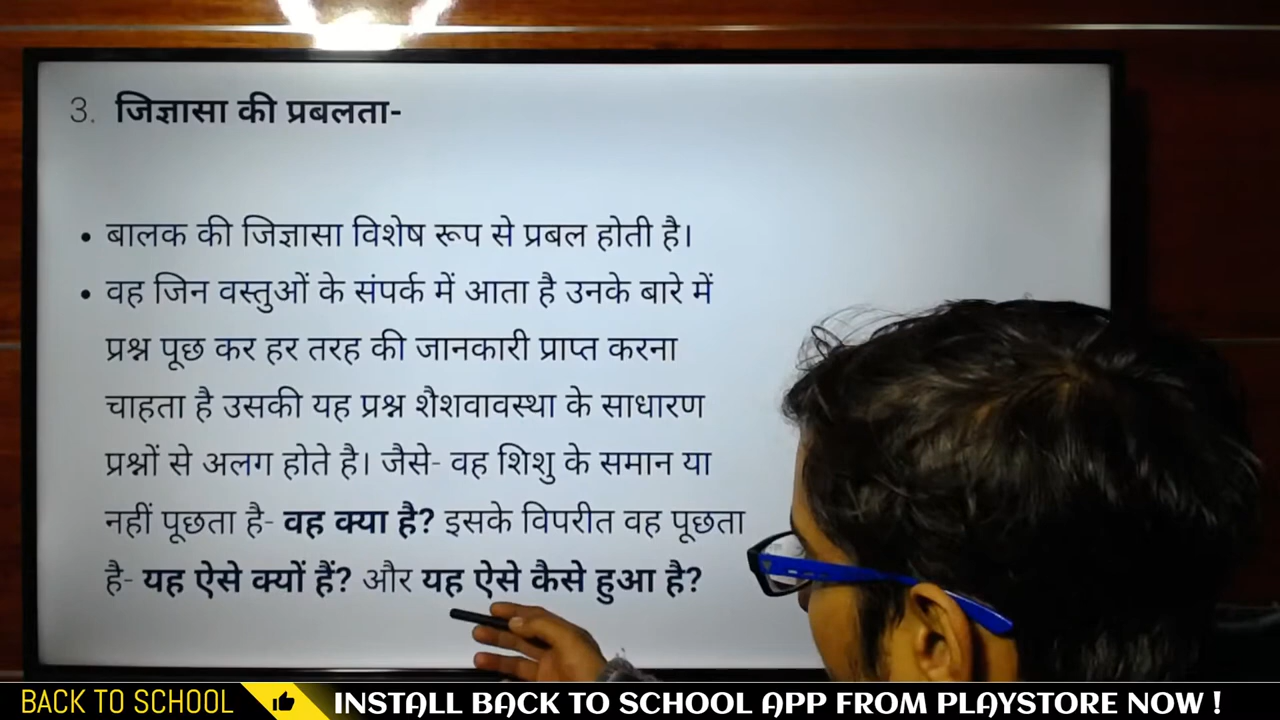 3. जिज्ञासा की प्रबलता-
• बालक की जिज्ञासा विशेष रूप से प्रबल होती है।
• वह जिन वस्तुओं के संपर्क में आता है उनके बारे में
प्रश्न पूछ कर हर तरह की जानकारी प्राप्त करना
चाहता है उसकी यह प्रश्न शैशवावस्था के साधारण
प्रश्नों से अलग होते है। जैसे- वह शिशु के समान या
नहीं पूछता है- वह क्या है? इसके विपरीत वह पूछता
है- यह ऐसे क्यों हैं? और यह ऐसे कैसे हुआ है?
BACK TO SCHOOL INSTALL BACK TO SCHOOL APP FROM PLAYSTORE NOW !